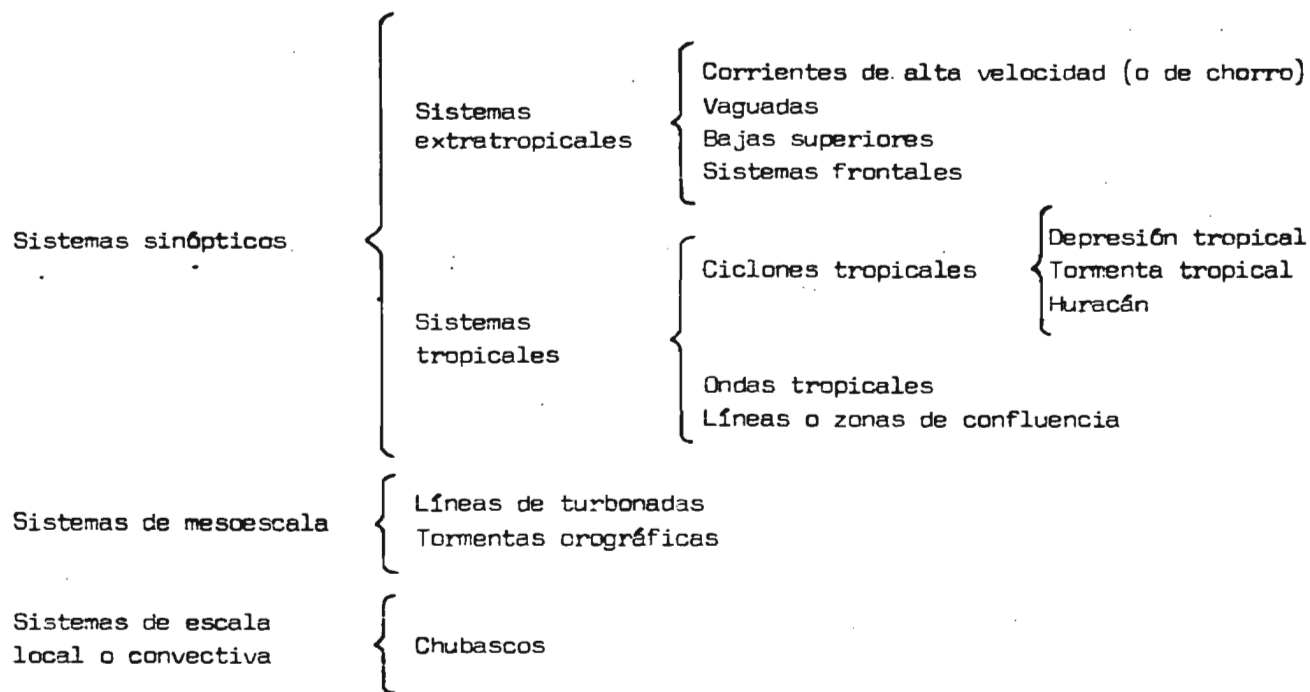 Sistemas sinópticos
Sistemas
extratropicales
Corrientes de alta velocidad (o de chorro)
Vaguadas
Bajas superiores
Sistemas frontales
Sistemas
tropicales
Ciclones tropicales
Depresión tropical
Tormenta tropical
Huracán
Ondas tropicales
Líneas o zonas de confluencia
Sistemas de mesoescala
Líneas de turbonadas
Tormentas orográficas
Sistemas de escala
local o convectiva
Chubascos